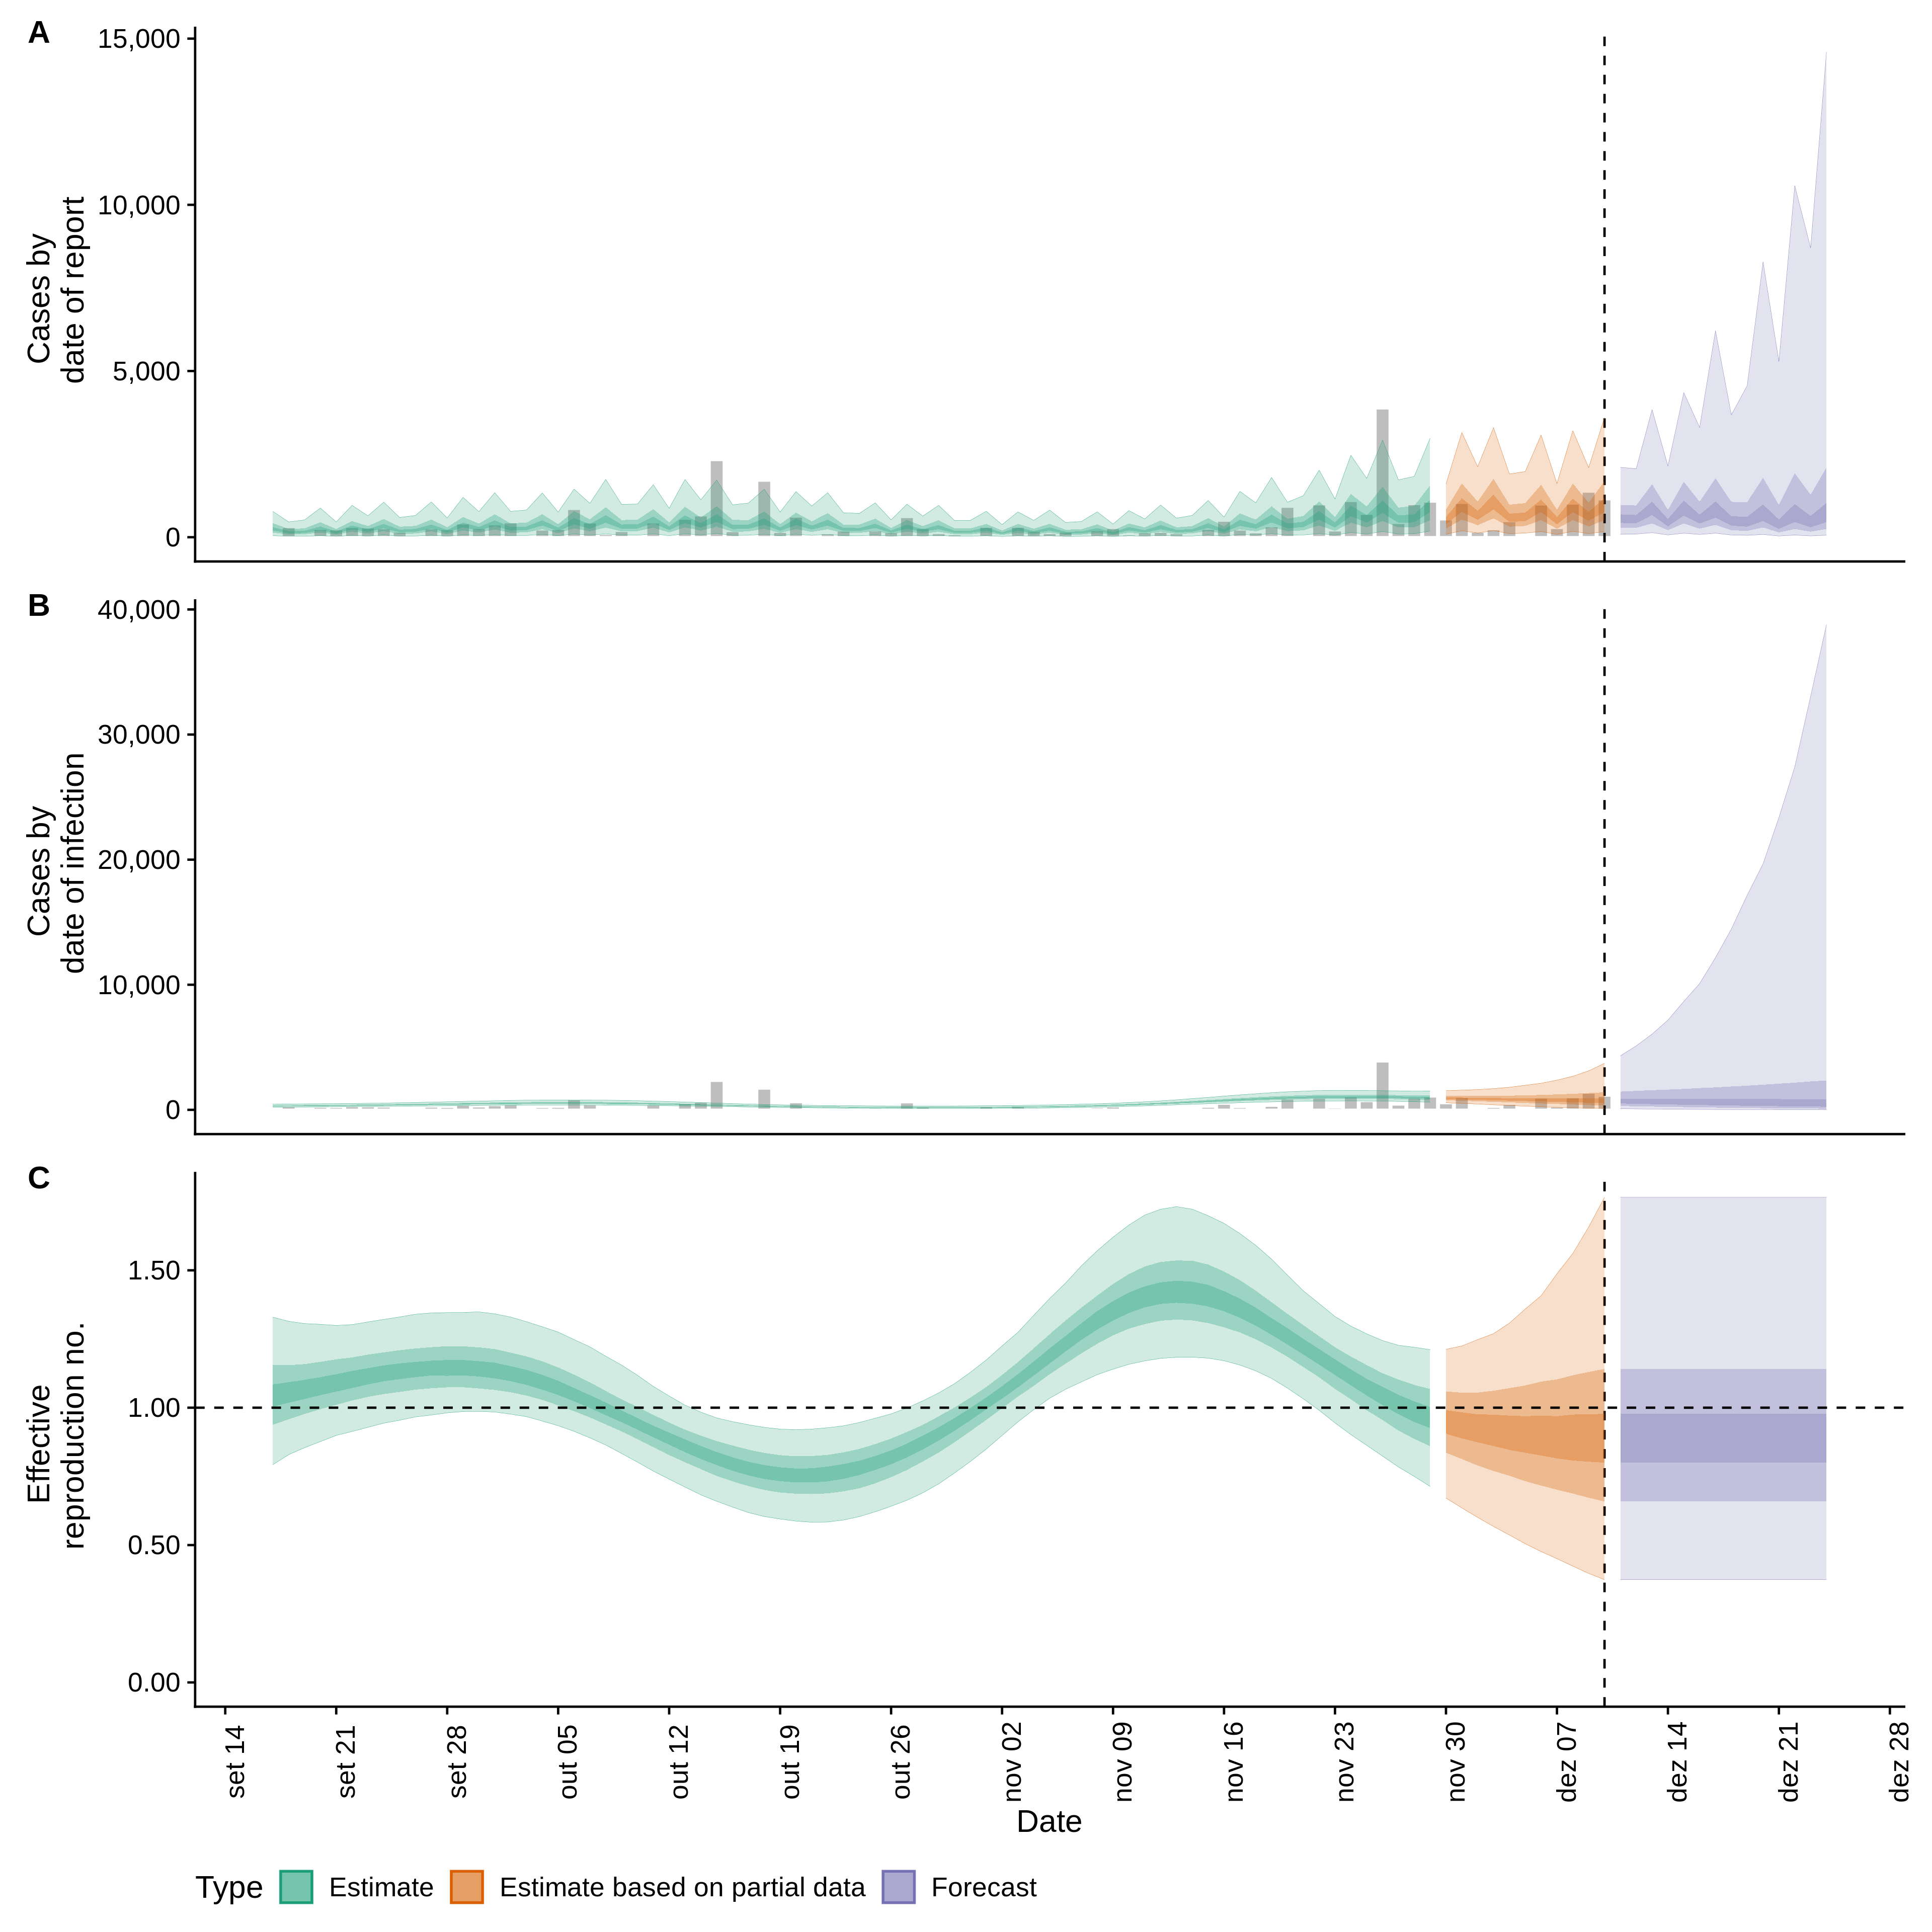 A
15,000
10,000
5,000
0
Cases by
date of report
B
40,000
30,000
20,000
10,000
0
Cases by
date of infection
C
1.50
1.00
0.50
0.00
Effective
reproduction no.
set 14
set 21
set 28
out 05
out 12
out 19
out 26
nov 02
nov 09
nov 16
nov 23
nov 30
dez 07
dez 14
dez 21
dez 28
Date
Type Estimate Estimate based on partial data Forecast